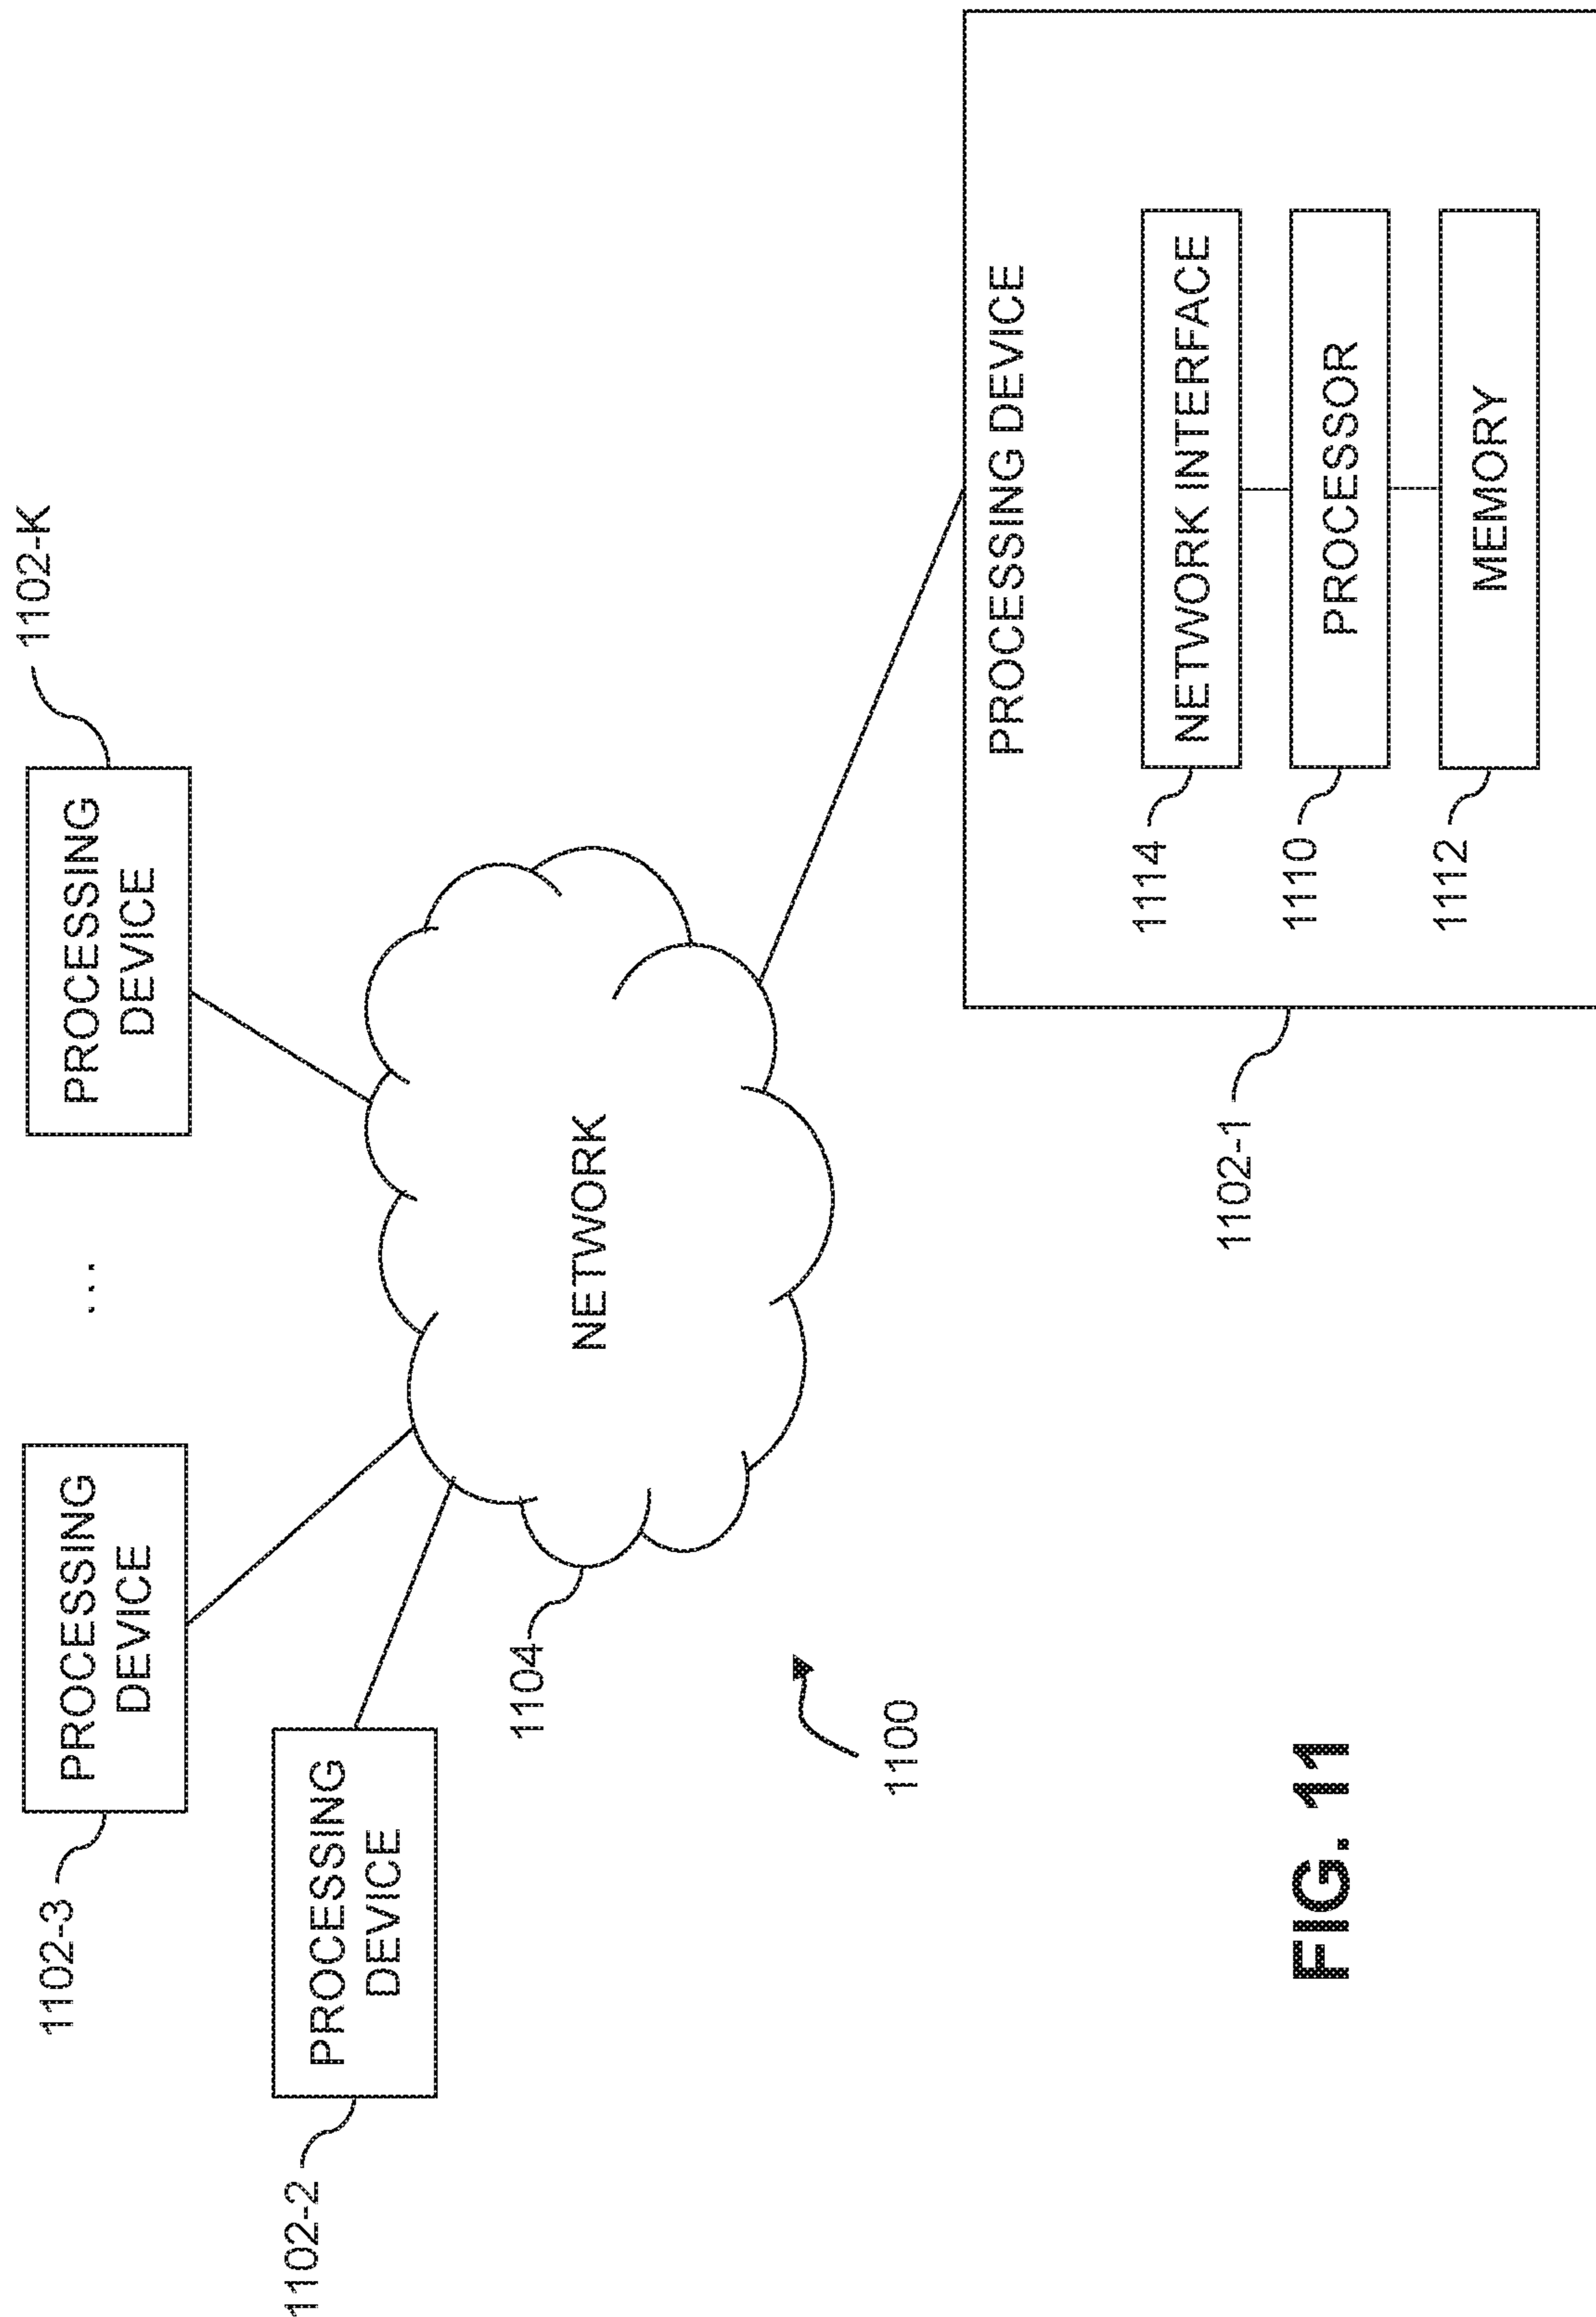 1102-2
PROCESSING
DEVICE
1102-3
PROCESSING
DEVICE
...
PROCESSING
DEVICE
1102-K
NETWORK
1104
1100
PROCESSING DEVICE
1102-1
1114
NETWORK INTERFACE
1110
PROCESSOR
1112
MEMORY
FIG. 11